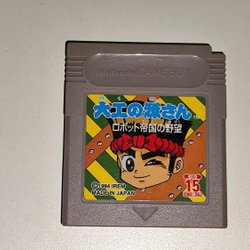 Nintendo GAME BOY
大工の源さん
ロボット帝国の野望
©1994 IREM
MADE IN JAPAN
15